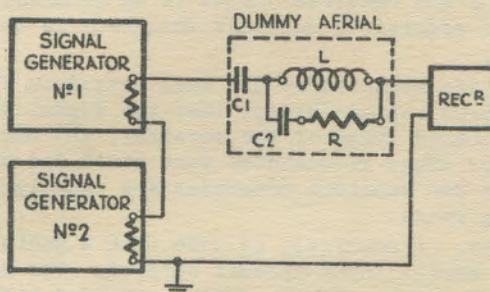 DUMMY AERIAL
SIGNAL
GENERATOR
Nº1
L
C1
C2
R
RECR
SIGNAL
GENERATOR
Nº2